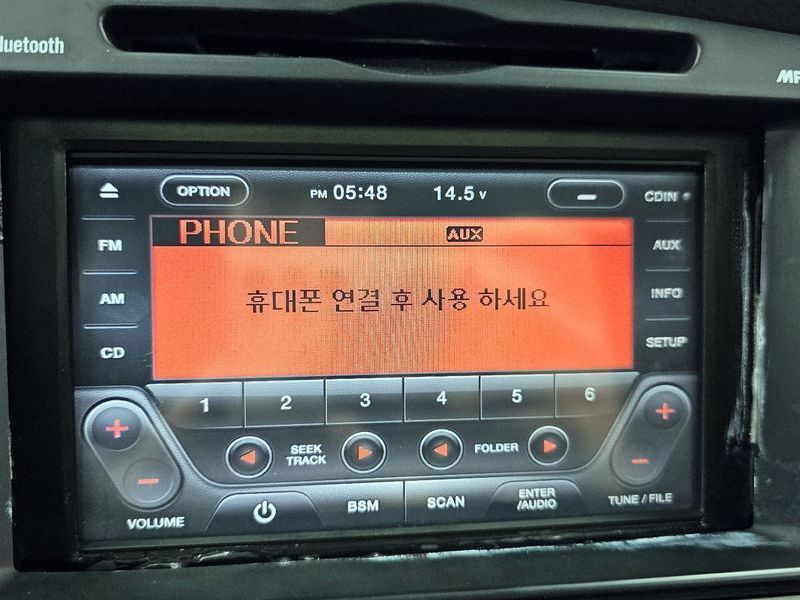 uetooth
MP
OPTION
PM 05:48
14.5 v
CDIN
FM
AM
CD
PHONE
AUX
휴대폰 연결 후 사용 하세요
AUX
INFO
SETUP
1 2 3 4 5 6
SEEK
TRACK
FOLDER
VOLUME
BSM
SCAN
ENTER
/AUDIO
TUNE / FILE